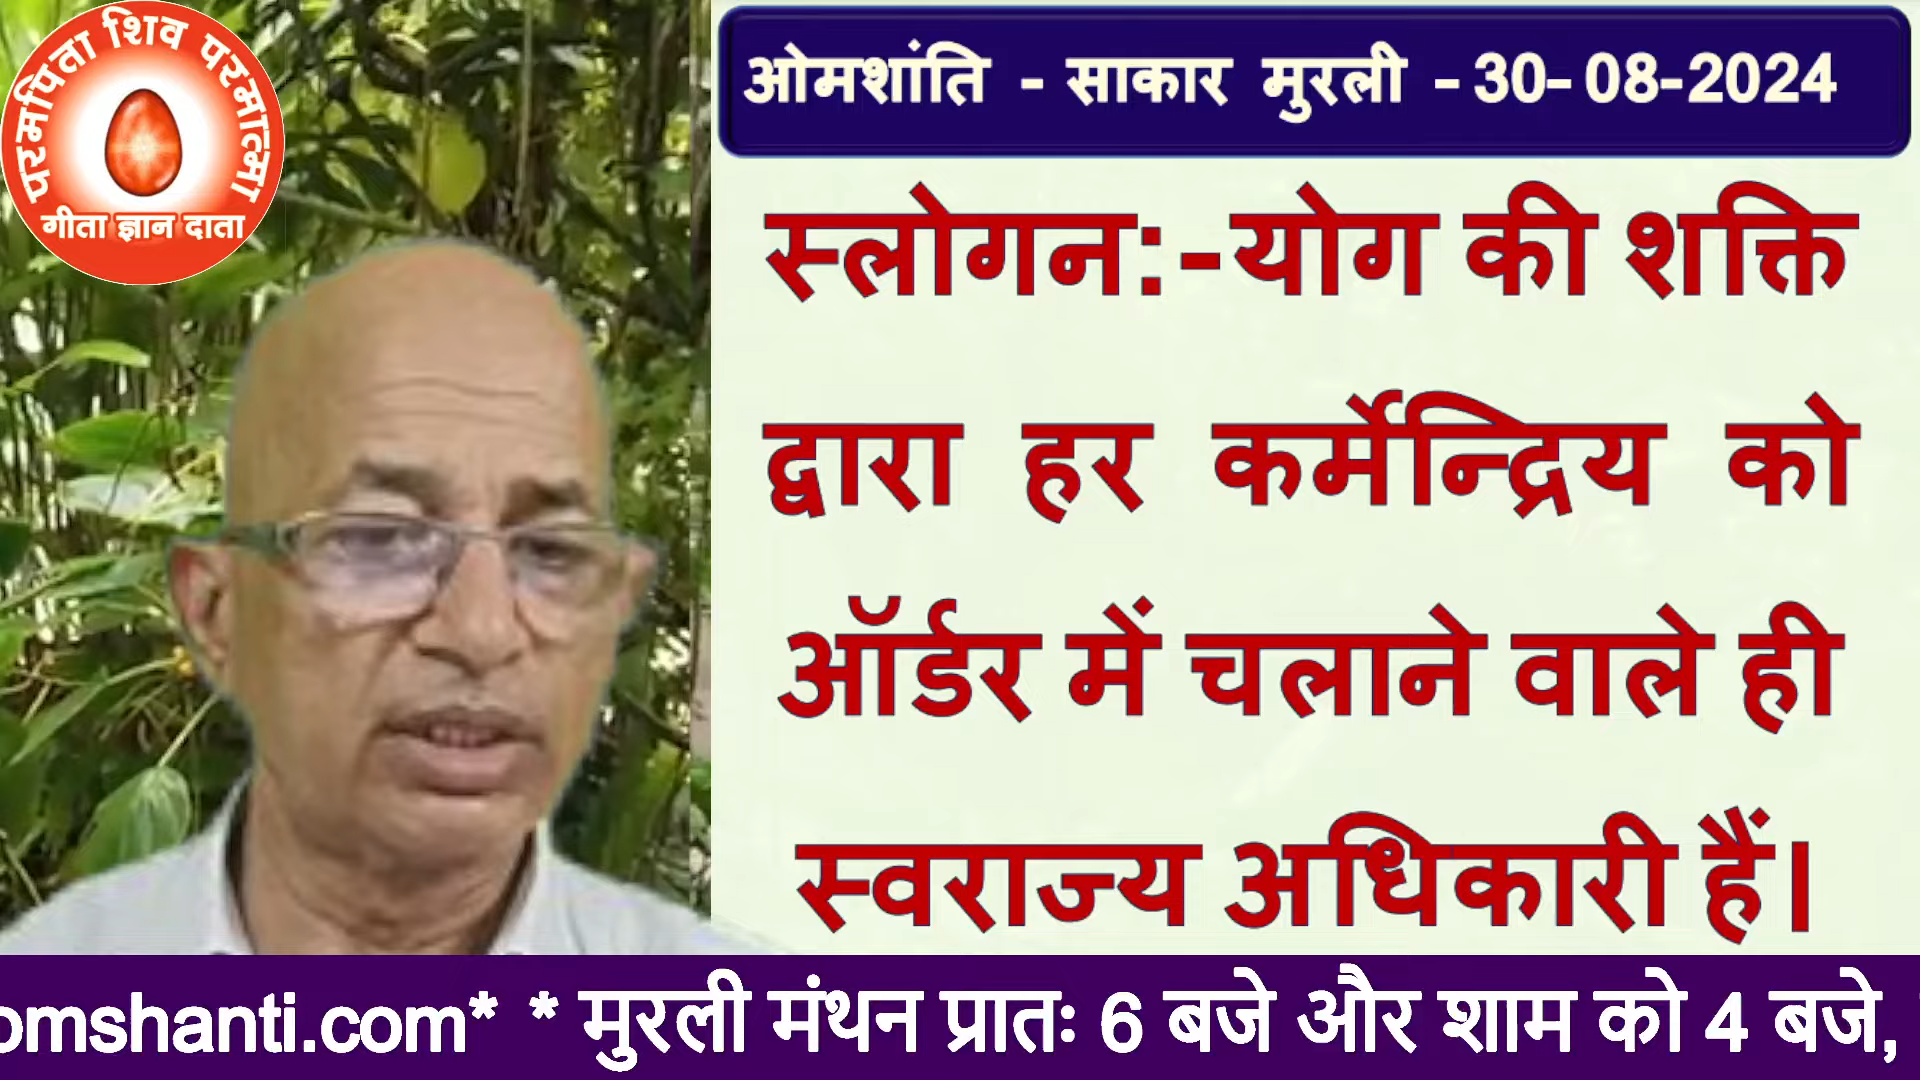 परमपिता शिव परमात्मा
गीता ज्ञान दाता
ओमशांति - साकार मुरली - 30- 08-2024
स्लोगन:-योग की शक्ति
द्वारा हर कर्मेन्द्रिय को
ऑर्डर में चलाने वाले ही
स्वराज्य अधिकारी हैं।
omshanti.com* * मुरली मंथन प्रातः 6 बजे और शाम को 4 बजे,